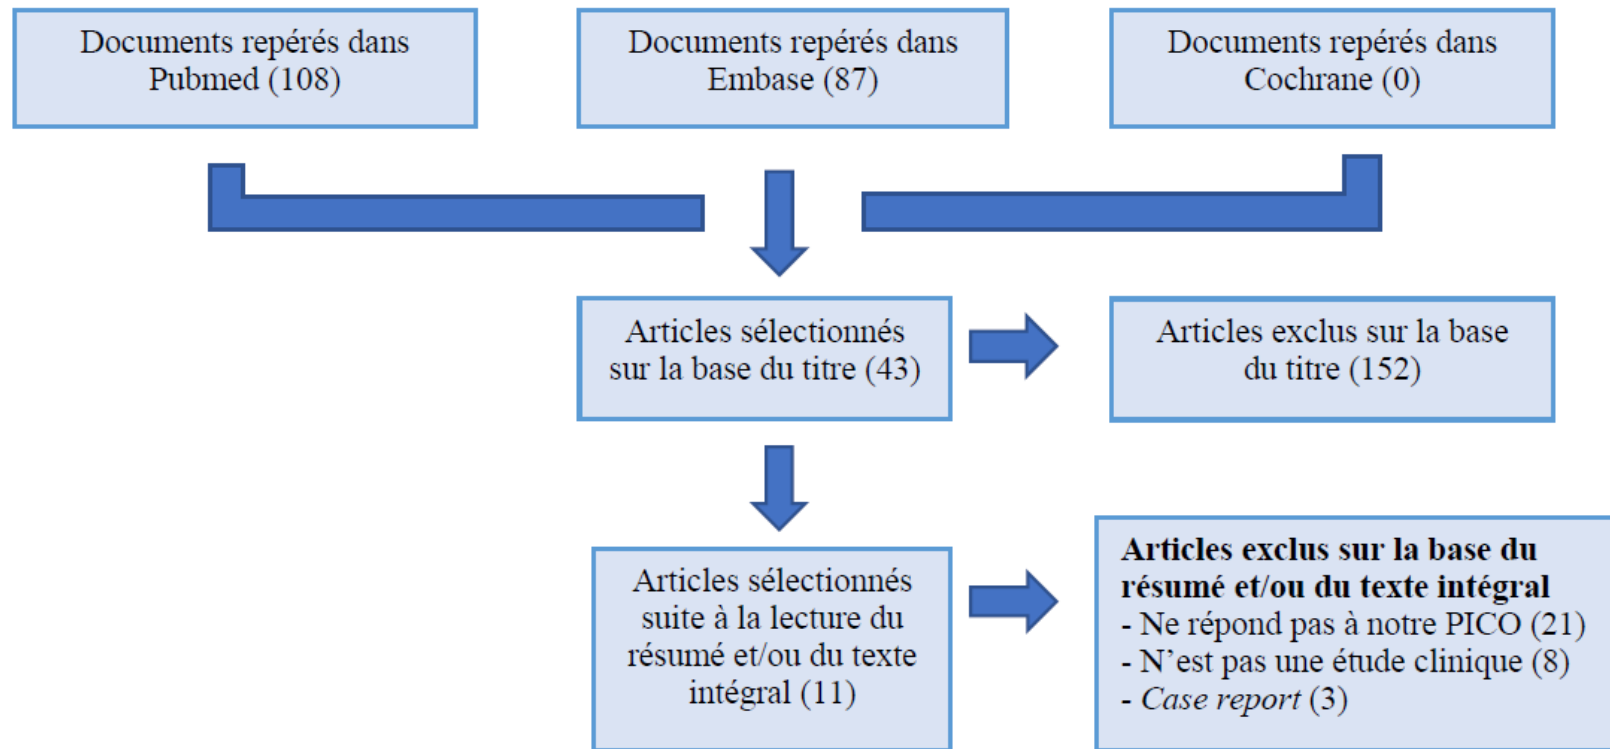 Documents repérés dans
Pubmed (108)
Documents repérés dans
Embase (87)
Documents repérés dans
Cochrane (0)
Articles sélectionnés
sur la base du titre (43)
Articles exclus sur la base
du titre (152)
Articles sélectionnés
suite à la lecture du
résumé et/ou du texte
intégral (11)
Articles exclus sur la base du
résumé et/ou du texte intégral
- Ne répond pas à notre PICO (21)
- N’est pas une étude clinique (8)
- Case report (3)